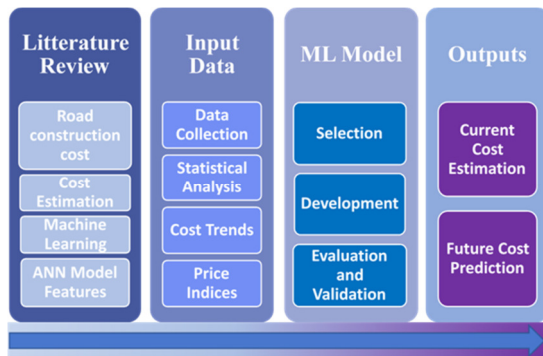 Litterature
Review
Road
construction
cost
Cost
Estimation
Machine
Learning
ANN Model
Features
Input
Data
Data
Collection
Statistical
Analysis
Cost Trends
Price
Indices
ML Model
Selection
Development
Evaluation
and
Validation
Outputs
Current
Cost
Estimation
Future Cost
Prediction